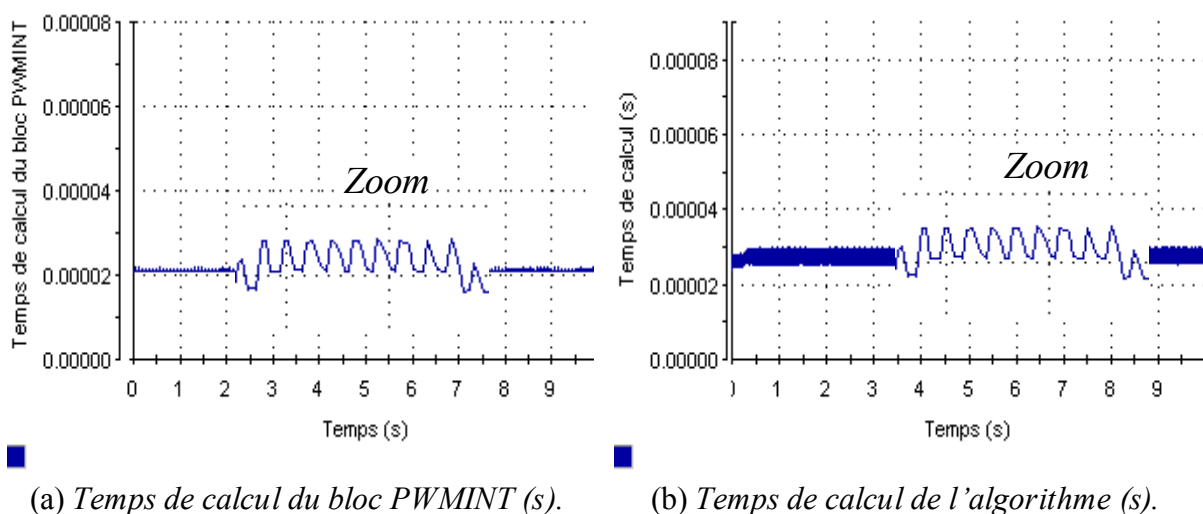 Temps de calcul du bloc PWMINT
0.00008
0.00006
0.00004
0.00002
0.00000
Zoom
0 1 2 3 4 5 6 7 8 9
Temps (s)
(a) Temps de calcul du bloc PWMINT (s).
Temps de calcul (s)
0.00008
0.00006
0.00004
0.00002
0.00000
Zoom
0 1 2 3 4 5 6 7 8 9
Temps (s)
(b) Temps de calcul de l’algorithme (s).